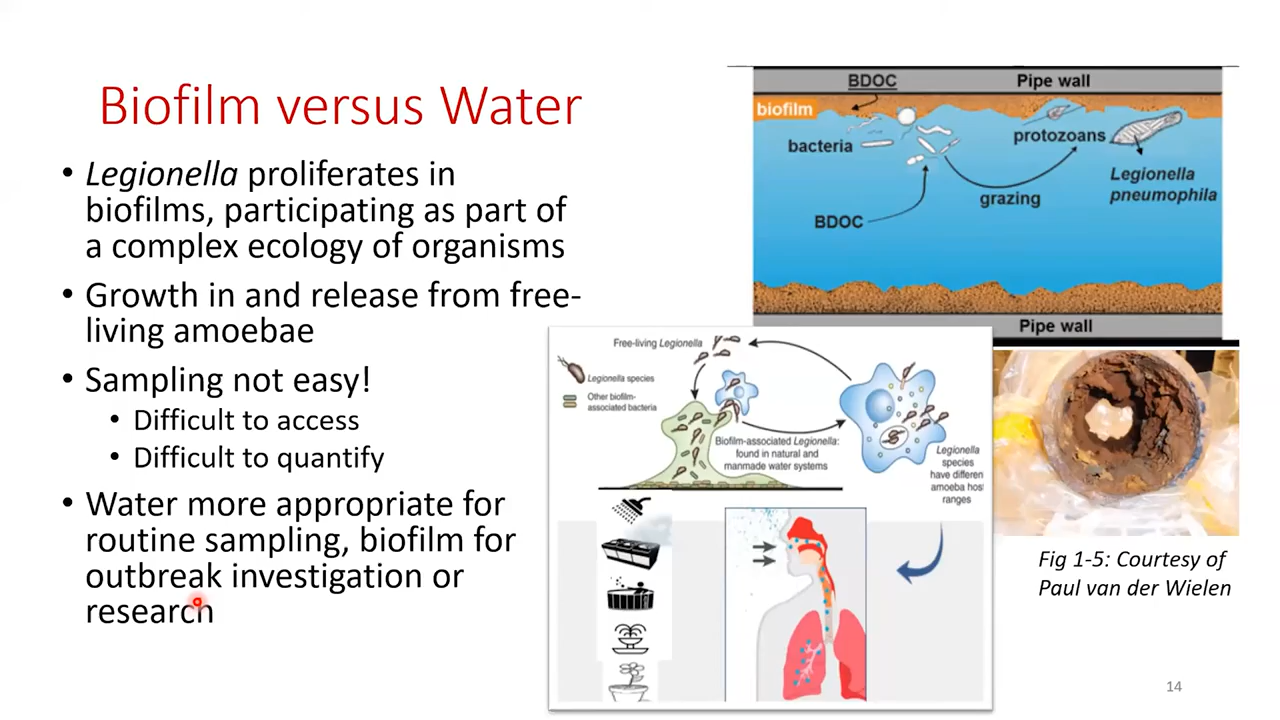 Biofilm versus Water
• Legionella proliferates in
biofilms, participating as part of
a complex ecology of organisms
• Growth in and release from free-
living amoebae
• Sampling not easy!
• Difficult to access
• Difficult to quantify
• Water more appropriate for
routine sampling, biofilm for
outbreak investigation or
research
BDOC
Pipe wall
biofilm
bacteria
protozoans
Legionella
pneumophila
grazing
BDOC
Pipe wall
Free-living Legionella
Legionella species
Other biofilm-
associated bacteria
Biofilm-associated Legionella:
found in natural and
manmade water systems
Legionella
species
have differen
amoeba hos
ranges
Fig 1-5: Courtesy of
Paul van der Wielen
14